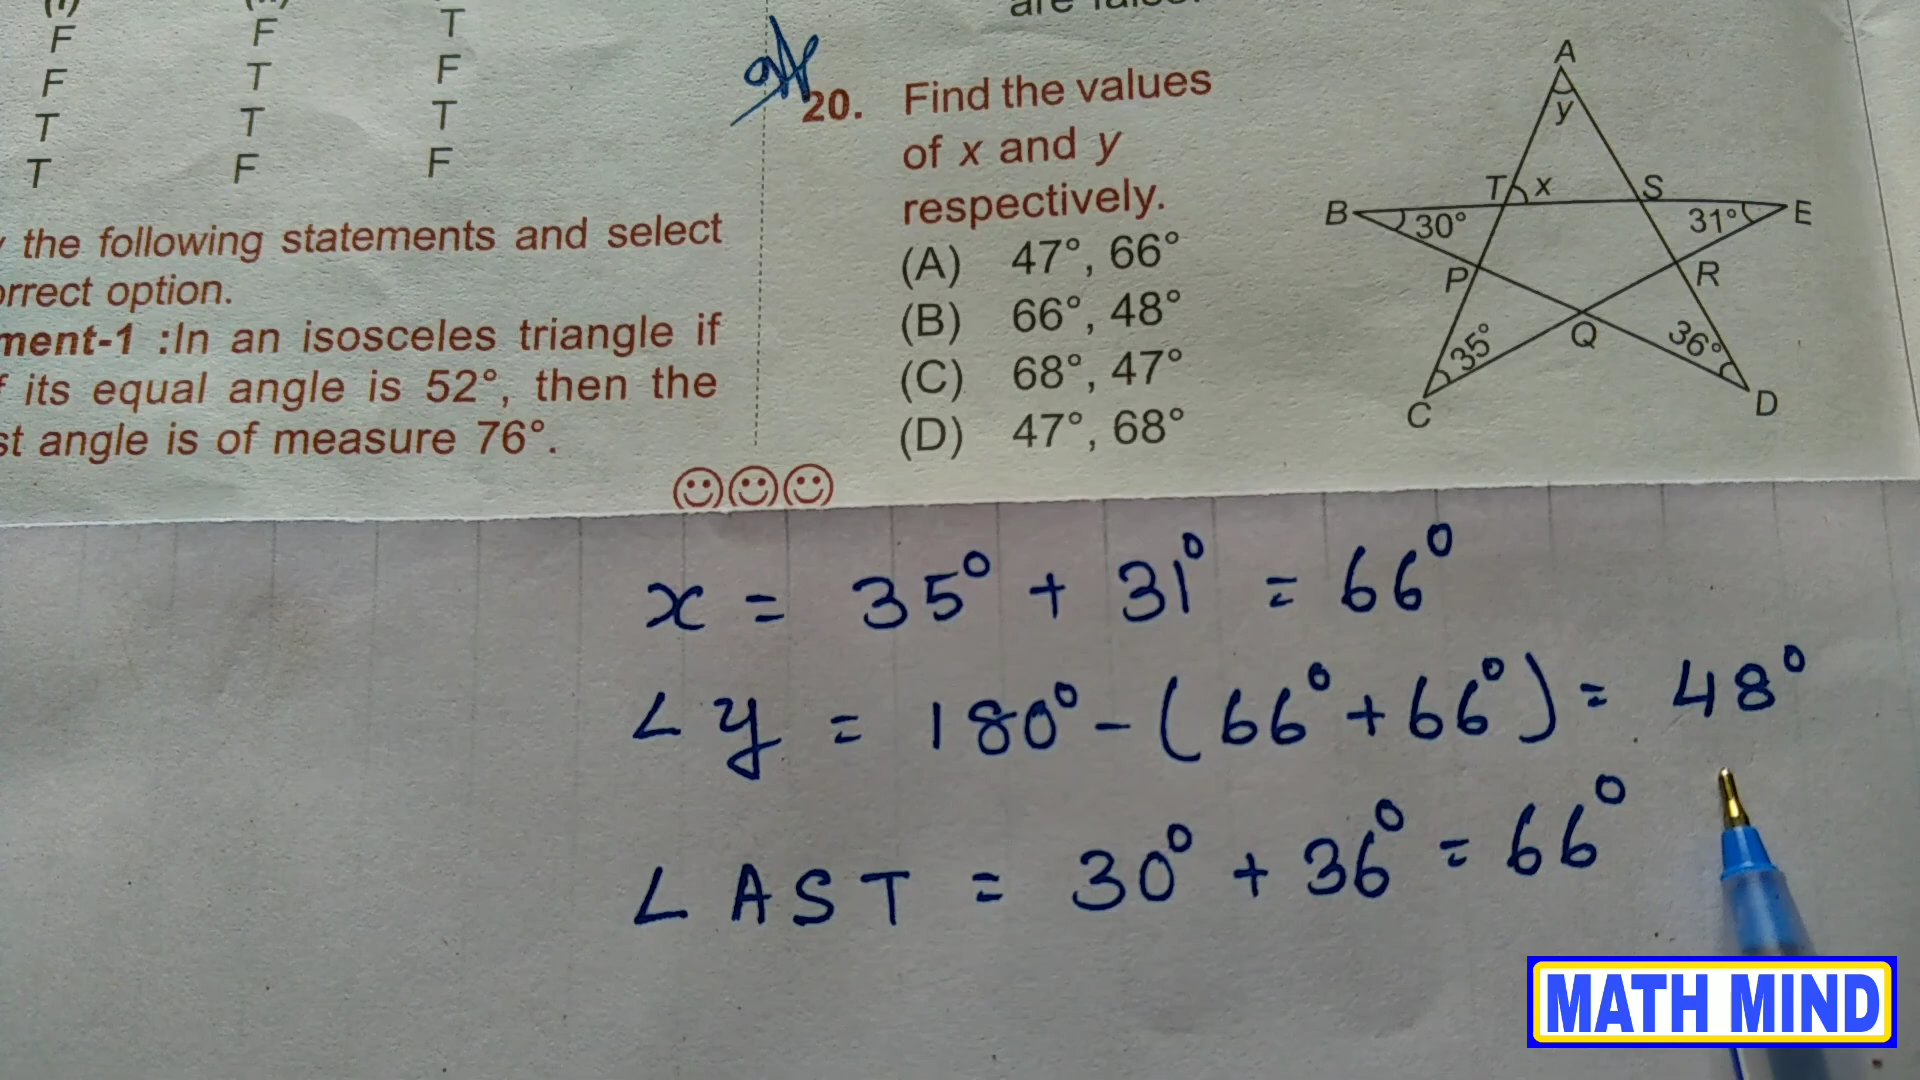 F F T
F T F
T T T
T F F
the following statements and select
orrect option.
ment-1 :In an isosceles triangle if
its equal angle is 52°, then the
st angle is of measure 76°.
are false.
20. Find the values
of x and y
respectively.
(A) 47°, 66°
(B) 66°, 48°
(C) 68°, 47°
(D) 47°, 68°
A
y
T x S
B 30° 31° E
P R
35° Q 36°
C D
x = 35° + 31° = 66°
∠y = 180° - (66° + 66°) = 48°
∠AST = 30° + 36° = 66°
MATH MIND